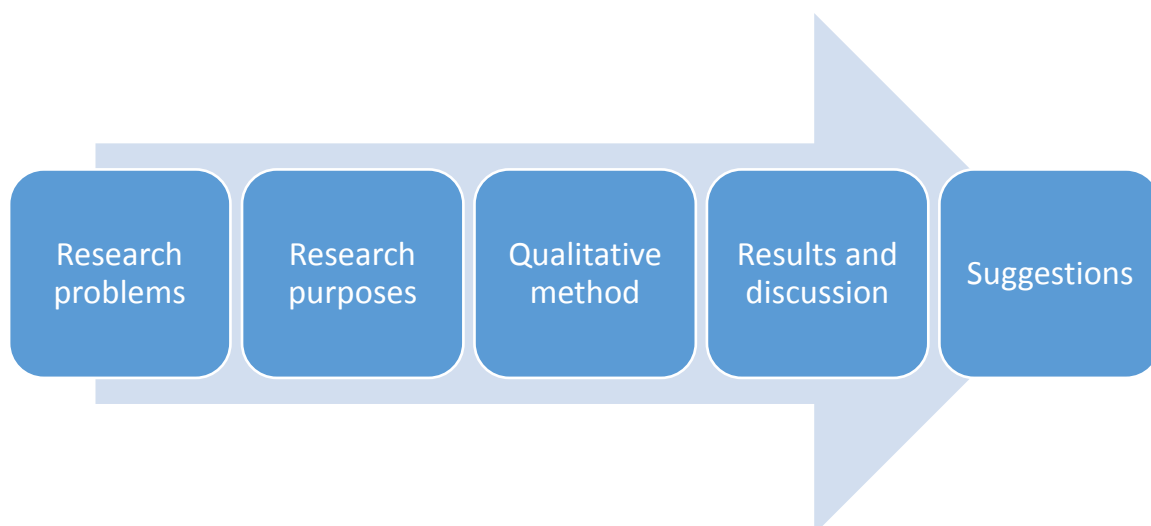 Research
problems
Research
purposes
Qualitative
method
Results and
discussion
Suggestions